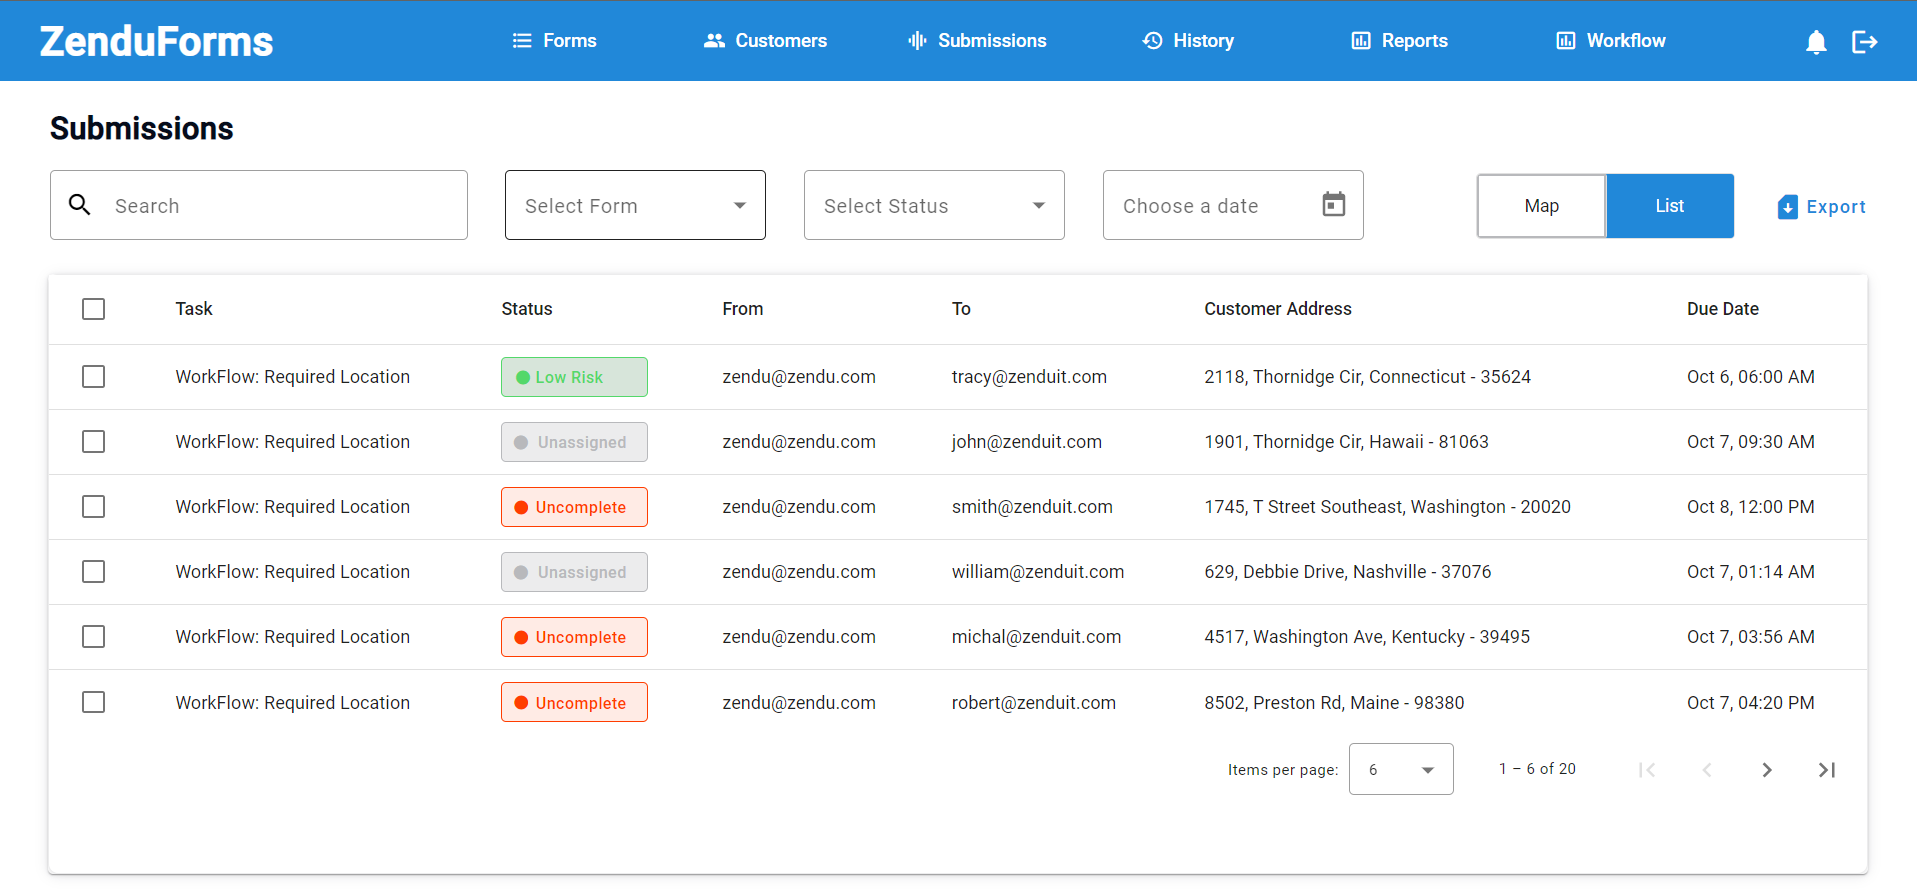 ZenduForms Forms Customers Submissions History Reports Workflow
Submissions
Search Select Form Select Status Choose a date Map List Export
Task Status From To Customer Address Due Date
WorkFlow: Required Location Low Risk zendu@zendu.com tracy@zenduit.com 2118, Thornidge Cir, Connecticut - 35624 Oct 6, 06:00 AM
WorkFlow: Required Location Unassigned zendu@zendu.com john@zenduit.com 1901, Thornidge Cir, Hawaii - 81063 Oct 7, 09:30 AM
WorkFlow: Required Location Uncomplete zendu@zendu.com smith@zenduit.com 1745, T Street Southeast, Washington - 20020 Oct 8, 12:00 PM
WorkFlow: Required Location Unassigned zendu@zendu.com william@zenduit.com 629, Debbie Drive, Nashville - 37076 Oct 7, 01:14 AM
WorkFlow: Required Location Uncomplete zendu@zendu.com michal@zenduit.com 4517, Washington Ave, Kentucky - 39495 Oct 7, 03:56 AM
WorkFlow: Required Location Uncomplete zendu@zendu.com robert@zenduit.com 8502, Preston Rd, Maine - 98380 Oct 7, 04:20 PM
Items per page: 6 1 – 6 of 20